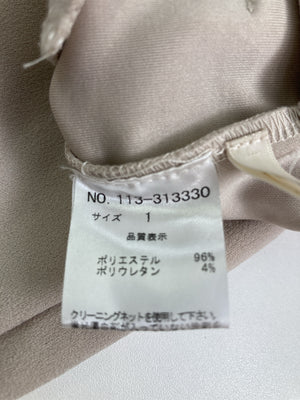 NO. 113-313330
サイズ 1
品質表示
ポリエステル 96%
ポリウレタン 4%
クリーニングネットを使用して下さい